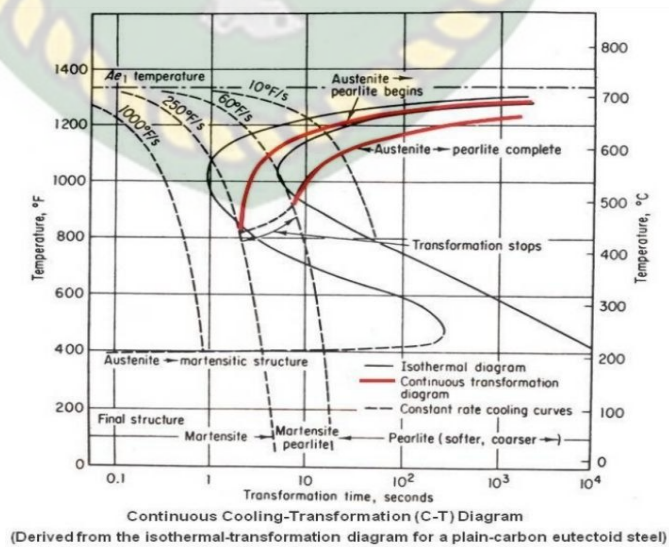 1400
1200
1000
800
600
400
200
0
Temperature, °F
800
700
600
500
400
300
200
100
0
Temperature, °C
Ae₁ temperature
1000°F/s
250°F/s
60°F/s
10°F/s
Austenite →
pearlite begins
Austenite → pearlite complete
Transformation stops
Austenite → martensitic structure
Isothermal diagram
Continuous transformation
diagram
Constant rate cooling curves
Final structure
Martensite
Martensite
pearlite
Pearlite (softer, coarser →)
0.1
1
10
10²
10³
10⁴
Transformation time, seconds
Continuous Cooling-Transformation (C-T) Diagram
(Derived from the isothermal-transformation diagram for a plain-carbon eutectoid steel)